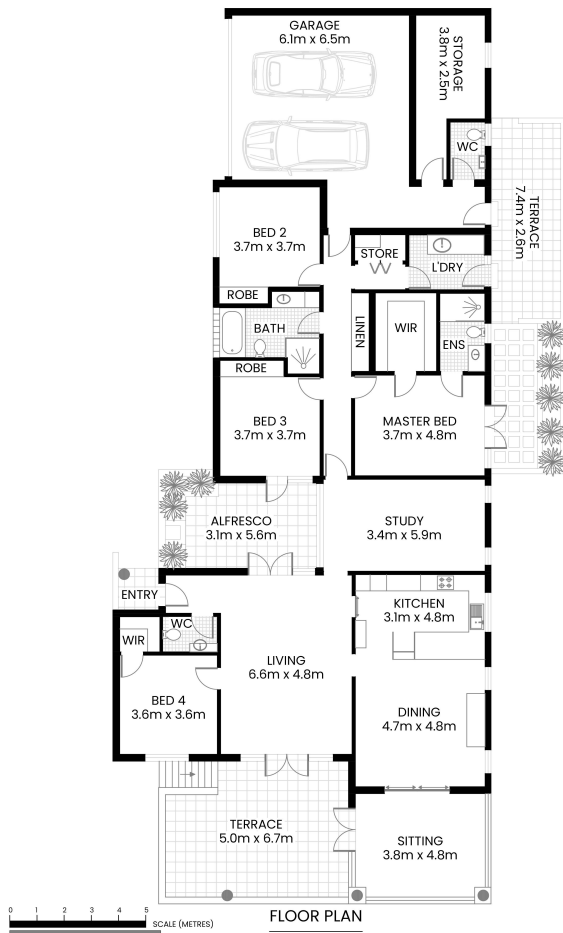 GARAGE
6.1m x 6.5m
STORAGE
3.8m x 2.5m
WC
TERRACE
7.4m x 2.6m
BED 2
3.7m x 3.7m
STORE
L'DRY
ROBE
BATH
LINEN
WIR
ENS
ROBE
BED 3
3.7m x 3.7m
MASTER BED
3.7m x 4.8m
ALFRESCO
3.1m x 5.6m
STUDY
3.4m x 5.9m
ENTRY
KITCHEN
3.1m x 4.8m
WC
WIR
LIVING
6.6m x 4.8m
BED 4
3.6m x 3.6m
DINING
4.7m x 4.8m
TERRACE
5.0m x 6.7m
SITTING
3.8m x 4.8m
0 1 2 3 4 5
SCALE (METRES)
FLOOR PLAN